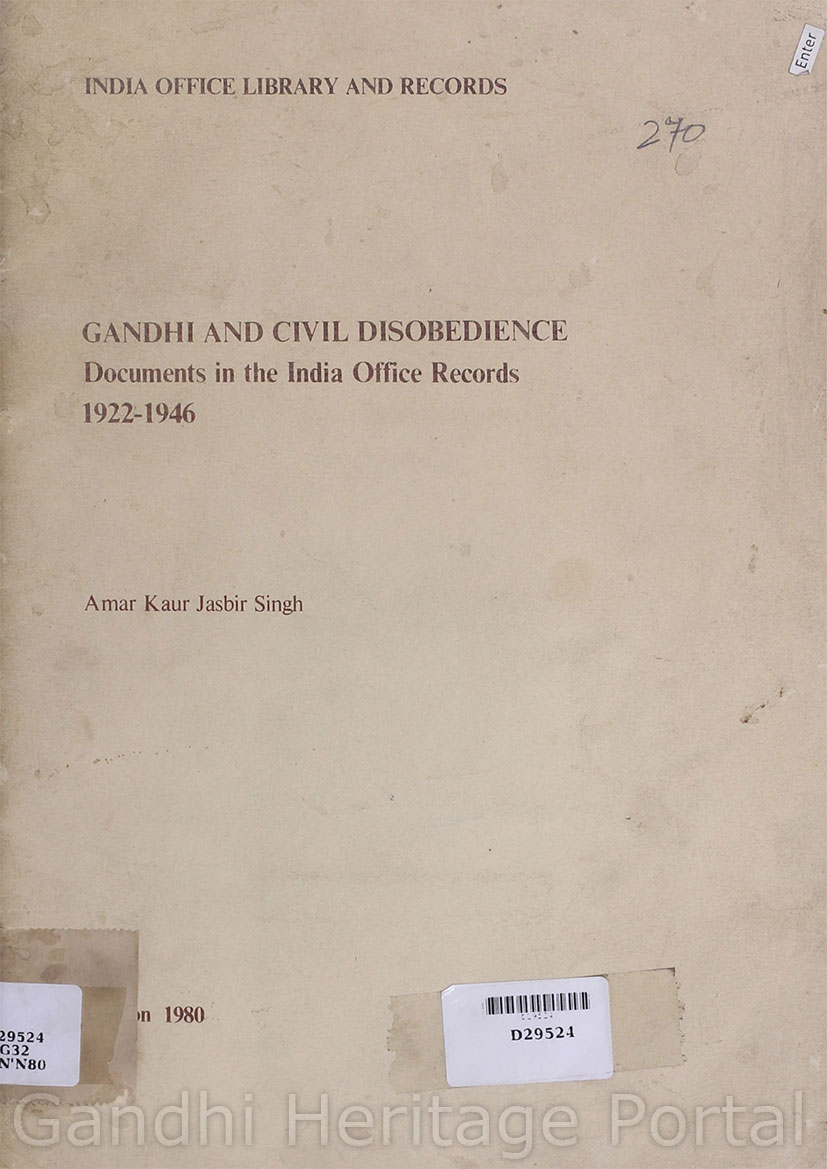 Enter
INDIA OFFICE LIBRARY AND RECORDS
270
GANDHI AND CIVIL DISOBEDIENCE
Documents in the India Office Records
1922-1946
Amar Kaur Jasbir Singh
on 1980
29524
G32
N'N80
D29524
Gandhi Heritage Portal